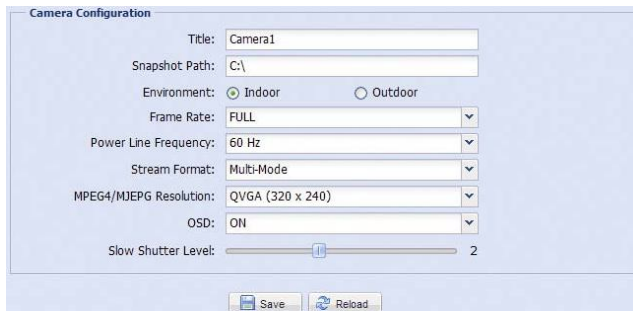 Camera Configuration
Title: Camera1
Snapshot Path: C:\
Environment: Indoor Outdoor
Frame Rate: FULL
Power Line Frequency: 60 Hz
Stream Format: Multi-Mode
MPEG4/MJEPG Resolution: QVGA (320 x 240)
OSD: ON
Slow Shutter Level: 2
Save Reload